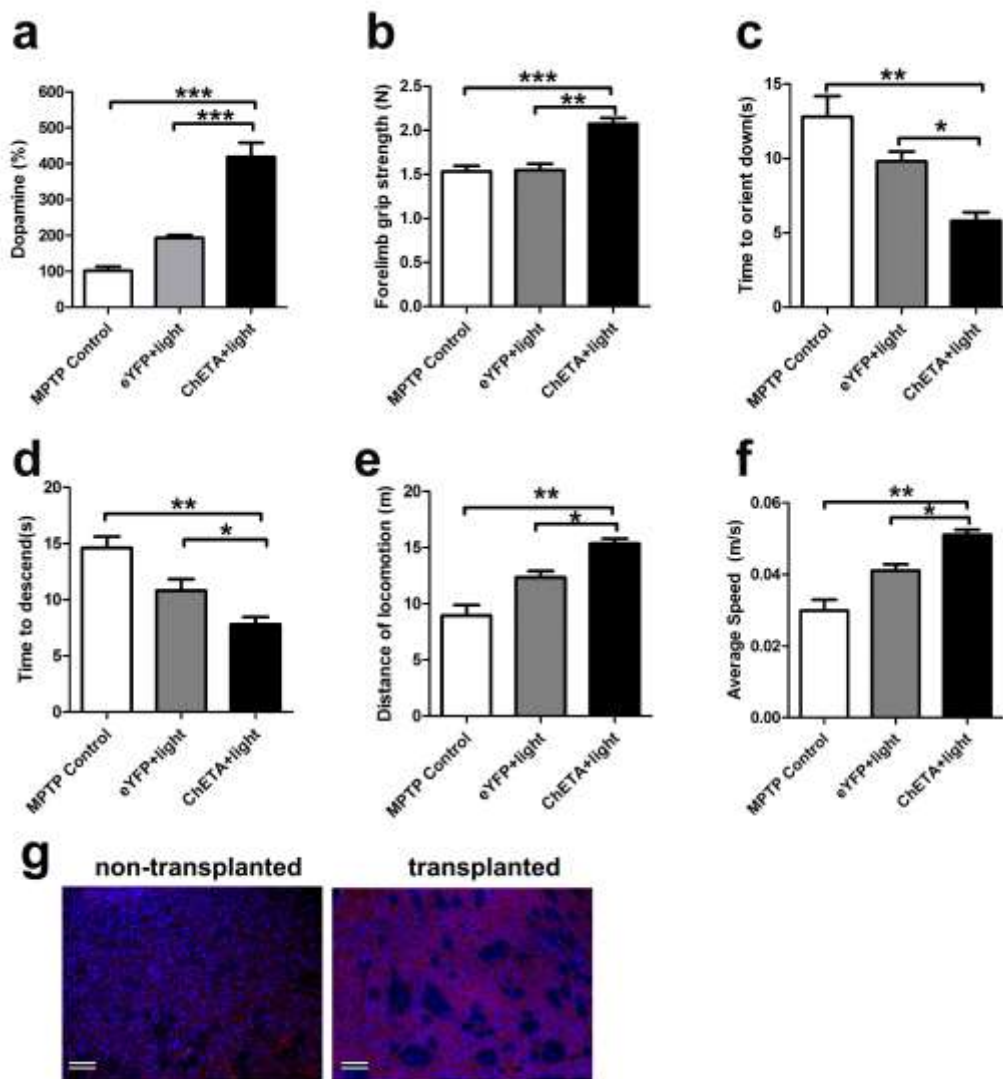 a
***
***
600
500
400
300
200
100
0
Dopamine (%)
MPTP Control
eYFP+light
ChETA+light
b
***
**
2.5
2.0
1.5
1.0
0.5
0.0
Forelimb grip strength (N)
MPTP Control
eYFP+light
ChETA+light
c
**
*
15
10
5
0
Time to orient down(s)
MPTP Control
eYFP+light
ChETA+light
d
**
*
20
15
10
5
0
Time to descend(s)
MPTP Control
eYFP+light
ChETA+light
e
**
*
20
15
10
5
0
Distance of locomotion (m)
MPTP Control
eYFP+light
ChETA+light
f
**
*
0.06
0.04
0.02
0.00
Average Speed (m/s)
MPTP Control
eYFP+light
ChETA+light
g
non-transplanted
transplanted